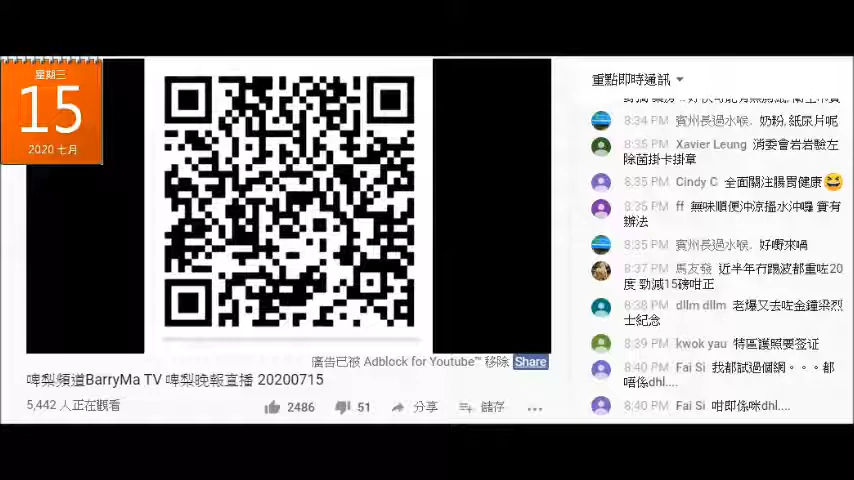 星期三
15
2020 七月
重點即時通訊
8:34 PM 賓州長過水喉. 奶粉, 紙尿片呢
8:35 PM Xavier Leung 消委會岩岩驗左
除菌掛卡掛章
8:35 PM Cindy C 全面關注腸胃健康😆
8:35 PM ff 無味順便沖涼搵水沖囉 實有
辦法
8:35 PM 賓州長過水喉. 好嘢來喎
8:37 PM 馬友發 近半年冇踢波都重咗20
度 勁減15磅咁正
8:38 PM dllm dllm 老爆又去咗金鐘梁烈
士紀念
8:39 PM kwok yau 特區護照要签证
8:40 PM Fai Si 我都試過個網。。。都
唔係dhl....
8:40 PM Fai Si 咁即係咪dhl....
廣告已被 Adblock for Youtube™ 移除 Share
啤梨頻道BarryMa TV 啤梨晚報直播 20200715
5,442 人正在觀看
2486 51 分享 儲存 ...